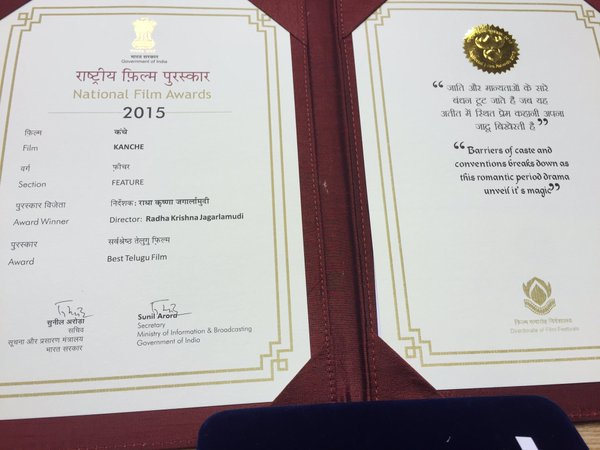 भारत सरकार
Government of India
राष्ट्रीय फ़िल्म पुरस्कार
National Film Awards
2015
फिल्म कंचे
Film KANCHE
वर्ग फ़ीचर
Section FEATURE
पुरस्कार विजेता निर्देशक: राधा कृष्णा जगार्लामुदी
Award Winner Director: Radha Krishna Jagarlamudi
पुरस्कार सर्वश्रेष्ठ तेलुगु फ़िल्म
Award Best Telugu Film
सुनील अरोड़ा
सचिव
सूचना और प्रसारण मंत्रालय
भारत सरकार
Sunil Arora
Secretary
Ministry of Information & Broadcasting
Government of India
“ जाति और मान्यताओं के सारे
बंधन टूट जाते हैं जब यह
अतीत में स्थित प्रेम कहानी अपना
जादू बिखेरती है ”
“ Barriers of caste and
conventions breaks down as
this romantic period drama
unveil it's magic ”
फिल्म समारोह निदेशालय
Directorate of Film Festivals